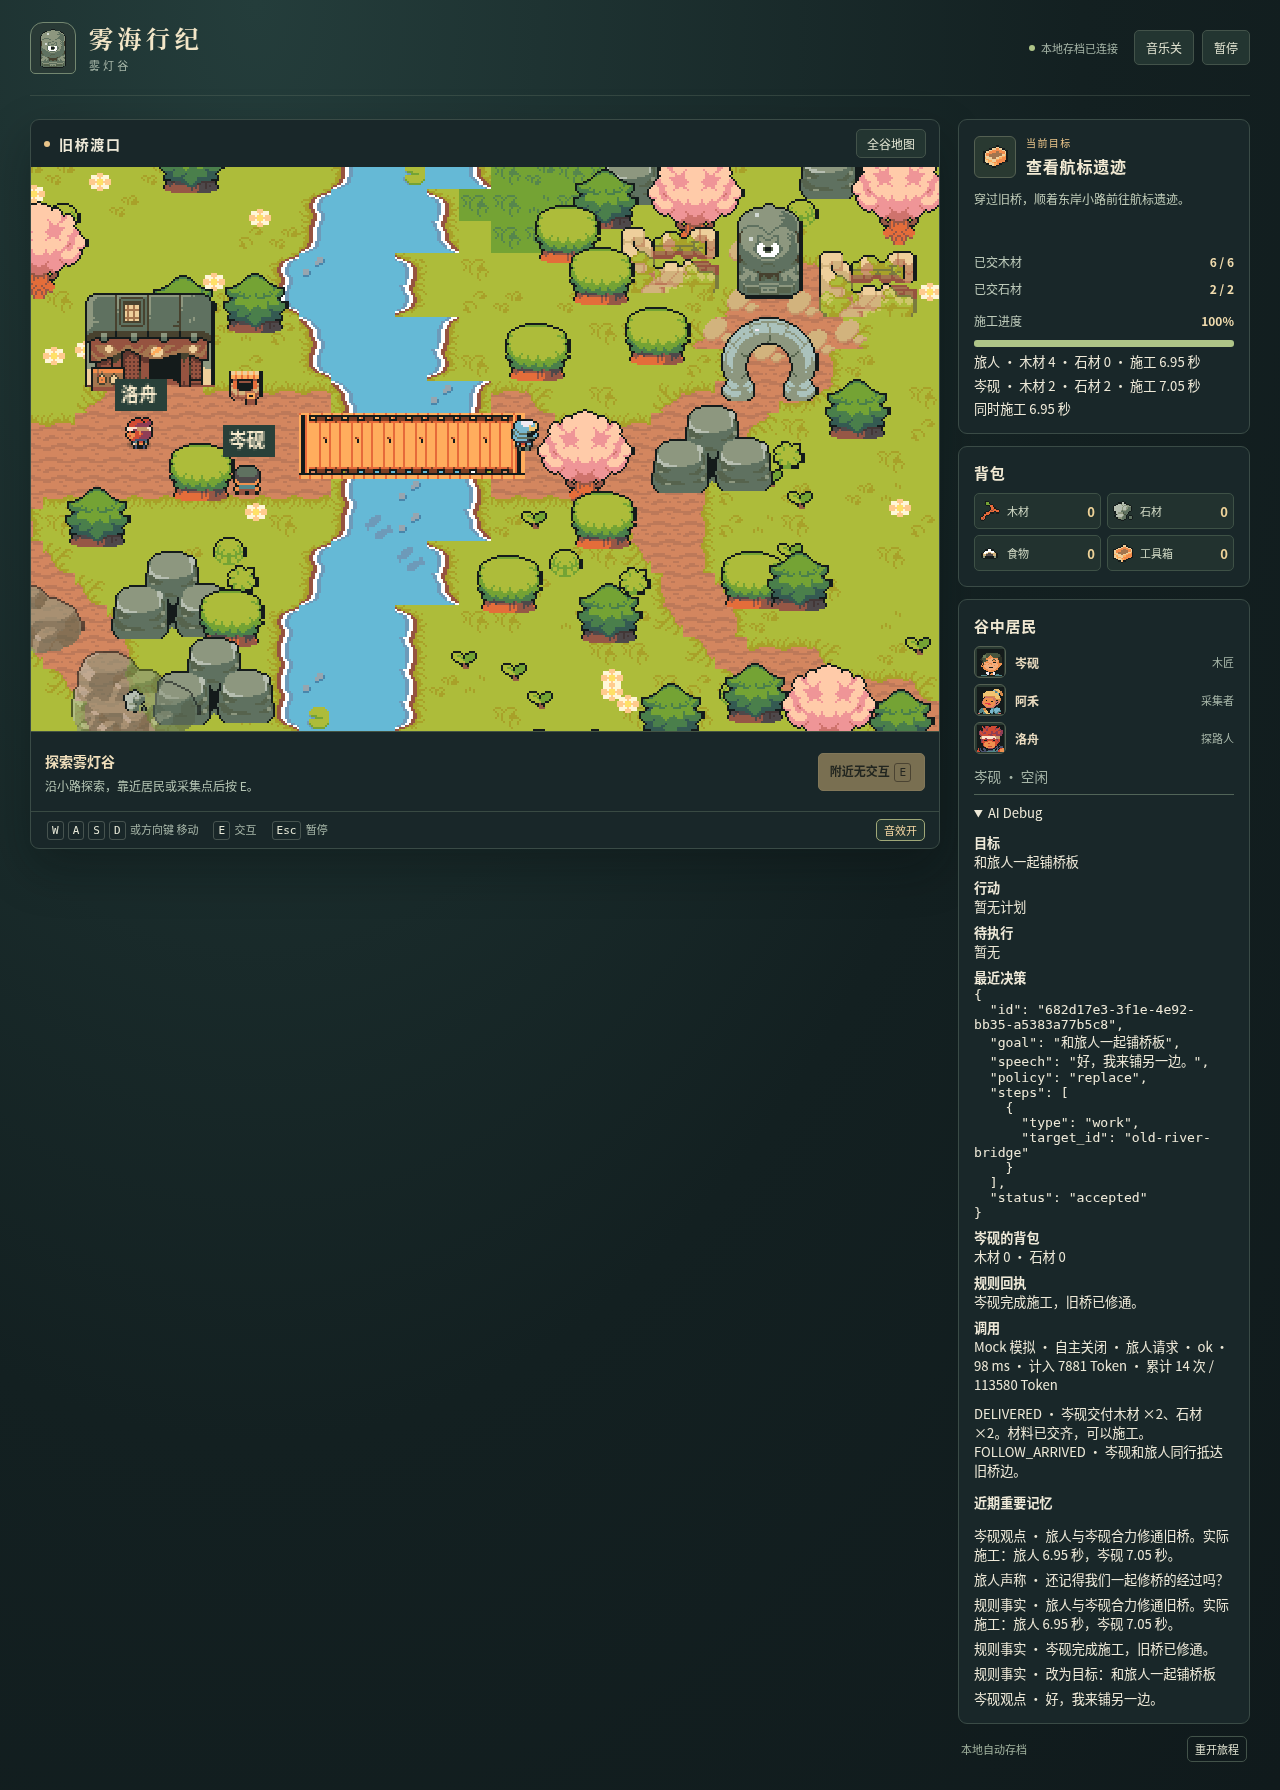 雾海行纪
雾灯谷
本地存档已连接
音乐关
暂停
旧桥渡口
全谷地图
洛舟
岑砚
探索雾灯谷
沿小路探索，靠近居民或采集点后按 E。
附近无交互 E
W A S D 或方向键 移动 E 交互 Esc 暂停
音效开
当前目标
查看航标遗迹
穿过旧桥，顺着东岸小路前往航标遗迹。
已交木材 6 / 6
已交石材 2 / 2
施工进度 100%
旅人 · 木材 4 · 石材 0 · 施工 6.95 秒
岑砚 · 木材 2 · 石材 2 · 施工 7.05 秒
同时施工 6.95 秒
背包
木材 0
石材 0
食物 0
工具箱 0
谷中居民
岑砚 木匠
阿禾 采集者
洛舟 探路人
岑砚 · 空闲
▼ AI Debug
目标
和旅人一起铺桥板
行动
暂无计划
待执行
暂无
最近决策
{
  "id": "682d17e3-3f1e-4e92-
bb35-a5383a77b5c8",
  "goal": "和旅人一起铺桥板",
  "speech": "好，我来铺另一边。",
  "policy": "replace",
  "steps": [
    {
      "type": "work",
      "target_id": "old-river-
bridge"
    }
  ],
  "status": "accepted"
}
岑砚的背包
木材 0 · 石材 0
规则回执
岑砚完成施工，旧桥已修通。
调用
Mock 模拟 · 自主关闭 · 旅人请求 · ok ·
98 ms · 计入 7881 Token · 累计 14 次 /
113580 Token
DELIVERED · 岑砚交付木材 ×2、石材
×2。材料已交齐，可以施工。
FOLLOW_ARRIVED · 岑砚和旅人同行抵达
旧桥边。
近期重要记忆
岑砚观点 · 旅人与岑砚合力修通旧桥。实际
施工：旅人 6.95 秒，岑砚 7.05 秒。
旅人声称 · 还记得我们一起修桥的经过吗？
规则事实 · 旅人与岑砚合力修通旧桥。实际
施工：旅人 6.95 秒，岑砚 7.05 秒。
规则事实 · 岑砚完成施工，旧桥已修通。
规则事实 · 改为目标：和旅人一起铺桥板
岑砚观点 · 好，我来铺另一边。
本地自动存档
重开旅程